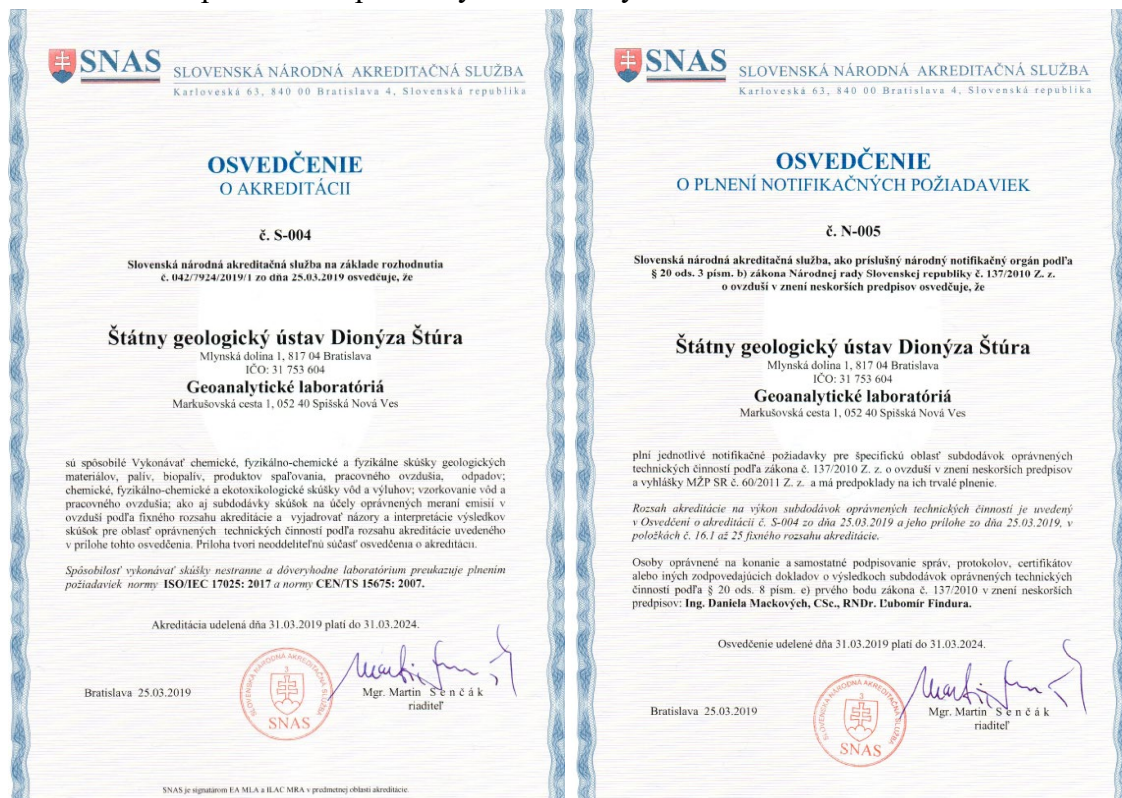 SNAS
SLOVENSKÁ NÁRODNÁ AKREDITAČNÁ SLUŽBA
Karloveská 63, 840 00 Bratislava 4, Slovenská republika
OSVEDČENIE
O AKREDITÁCII
č. S-004
Slovenská národná akreditačná služba na základe rozhodnutia
č. 042/7924/2019/1 zo dňa 25.03.2019 osvedčuje, že
Štátny geologický ústav Dionýza Štúra
Mlynská dolina 1, 817 04 Bratislava
IČO: 31 753 604
Geoanalytické laboratóriá
Markušovská cesta 1, 052 40 Spišská Nová Ves
sú spôsobilé Vykonávať chemické, fyzikálno-chemické a fyzikálne skúšky geologických
materiálov, palív, biopalív, produktov spaľovania, pracovného ovzdušia, odpadov;
chemické, fyzikálno-chemické a ekotoxikologické skúšky vôd a výluhov; vzorkovanie vôd a
pracovného ovzdušia; ako aj subdodávky skúšok na účely oprávnených meraní emisií v
ovzduší podľa fixného rozsahu akreditácie a vyjadrovať názory a interpretácie výsledkov
skúšok pre oblasť oprávnených technických činností podľa rozsahu akreditácie uvedeného
v prílohe tohto osvedčenia. Príloha tvorí neoddeliteľnú súčasť osvedčenia o akreditácii.
Spôsobilosť vykonávať skúšky nestranne a dôveryhodne laboratórium preukazuje plnením
požiadaviek normy ISO/IEC 17025: 2017 a normy CEN/TS 15675: 2007.
Akreditácia udelená dňa 31.03.2019 platí do 31.03.2024.
Bratislava 25.03.2019
SLOVENSKÁ NÁRODNÁ AKREDITAČNÁ SLUŽBA
3
SNAS
Mgr. Martin Senčák
riaditeľ
SNAS je signatárom EA MLA a ILAC MRA v predmetnej oblasti akreditácie.
SNAS
SLOVENSKÁ NÁRODNÁ AKREDITAČNÁ SLUŽBA
Karloveská 63, 840 00 Bratislava 4, Slovenská republika
OSVEDČENIE
O PLNENÍ NOTIFIKAČNÝCH POŽIADAVIEK
č. N-005
Slovenská národná akreditačná služba, ako príslušný národný notifikačný orgán podľa
§ 20 ods. 3 písm. b) zákona Národnej rady Slovenskej republiky č. 137/2010 Z. z.
o ovzduší v znení neskorších predpisov osvedčuje, že
Štátny geologický ústav Dionýza Štúra
Mlynská dolina 1, 817 04 Bratislava
IČO: 31 753 604
Geoanalytické laboratóriá
Markušovská cesta 1, 052 40 Spišská Nová Ves
plní jednotlivé notifikačné požiadavky pre špecifickú oblasť subdodávok oprávnených
technických činností podľa zákona č. 137/2010 Z. z. o ovzduší v znení neskorších predpisov
a vyhlášky MŽP SR č. 60/2011 Z. z. a má predpoklady na ich trvalé plnenie.
Rozsah akreditácie na výkon subdodávok oprávnených technických činností je uvedený
v Osvedčení o akreditácii č. S-004 zo dňa 25.03.2019 a jeho prílohe zo dňa 25.03.2019, v
položkách č. 16.1 až 25 fixného rozsahu akreditácie.
Osoby oprávnené na konanie a samostatné podpisovanie správ, protokolov, certifikátov
alebo iných zodpovedajúcich dokladov o výsledkoch subdodávok oprávnených technických
činností podľa § 20 ods. 8 písm. e) prvého bodu zákona č. 137/2010 v znení neskorších
predpisov: Ing. Daniela Mackových, CSc., RNDr. Ľubomír Findura.
Osvedčenie udelené dňa 31.03.2019 platí do 31.03.2024.
Bratislava 25.03.2019
SLOVENSKÁ NÁRODNÁ AKREDITAČNÁ SLUŽBA
3
SNAS
Mgr. Martin Senčák
riaditeľ